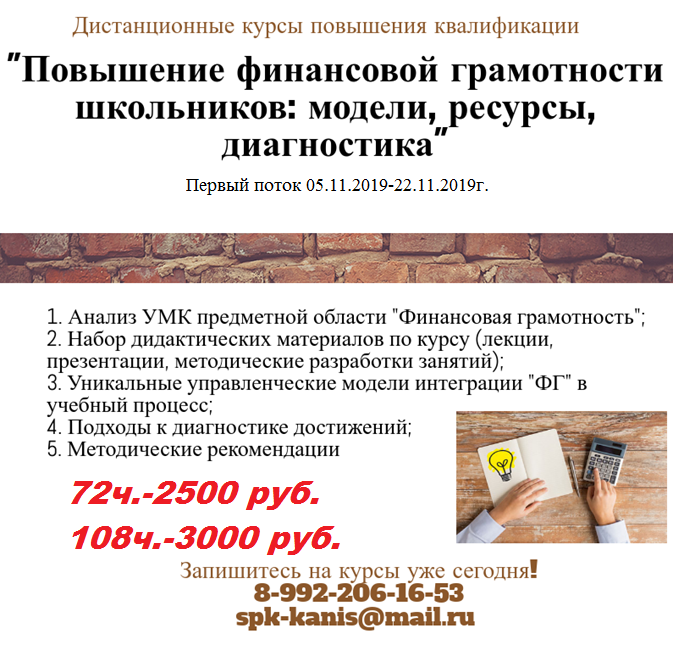 Дистанционные курсы повышения квалификации
"Повышение финансовой грамотности
школьников: модели, ресурсы,
диагностика"
Первый поток 05.11.2019-22.11.2019г.
1. Анализ УМК предметной области "Финансовая грамотность";
2. Набор дидактических материалов по курсу (лекции,
презентации, методические разработки занятий);
3. Уникальные управленческие модели интеграции "ФГ" в
учебный процесс;
4. Подходы к диагностике достижений;
5. Методические рекомендации
72ч.-2500 руб.
108ч.-3000 руб.
Запишитесь на курсы уже сегодня!
8-992-206-16-53
spk-kanis@mail.ru